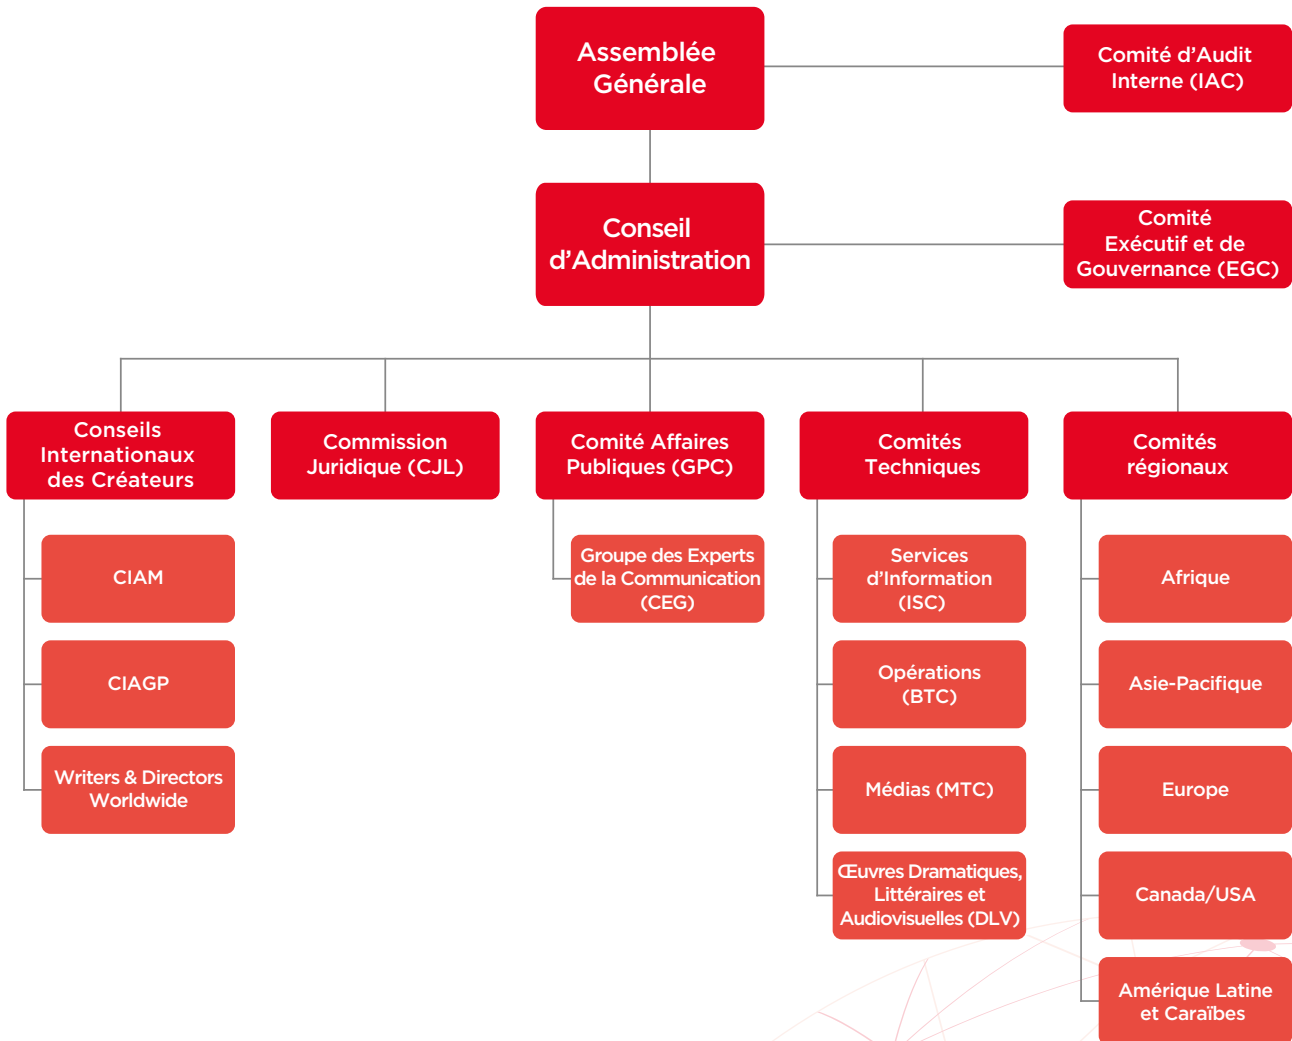 Assemblée
Générale
Comité d’Audit
Interne (IAC)
Conseil
d’Administration
Comité
Exécutif et de
Gouvernance (EGC)
Conseils
Internationaux
des Créateurs
Commission
Juridique (CJL)
Comité Affaires
Publiques (GPC)
Comités
Techniques
Comités
régionaux
CIAM
CIAGP
Writers & Directors
Worldwide
Groupe des Experts
de la Communication
(CEG)
Services
d’Information
(ISC)
Opérations
(BTC)
Médias (MTC)
Œuvres Dramatiques,
Littéraires et
Audiovisuelles (DLV)
Afrique
Asie-Pacifique
Europe
Canada/USA
Amérique Latine
et Caraïbes